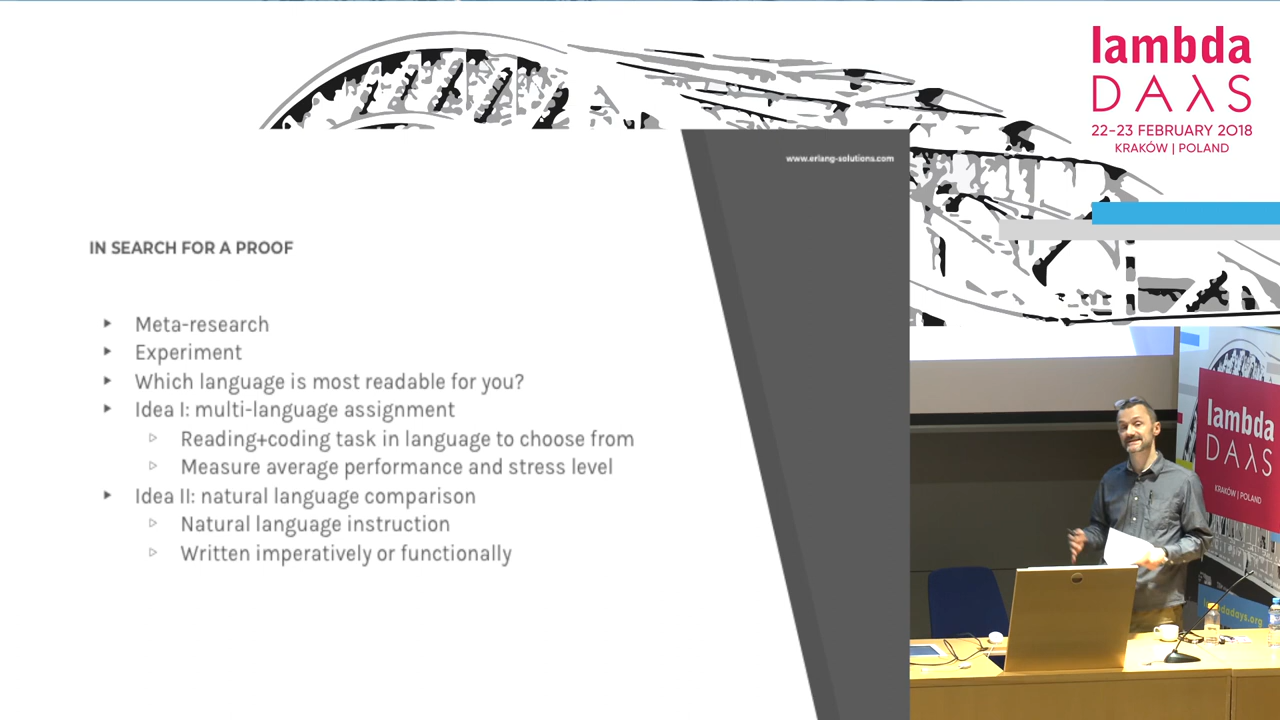 lambda
DAλS
22-23 FEBRUARY 2018
KRAKÓW | POLAND
www.erlang-solutions.com
IN SEARCH FOR A PROOF
Meta-research
Experiment
Which language is most readable for you?
Idea I: multi-language assignment
Reading+coding task in language to choose from
Measure average performance and stress level
Idea II: natural language comparison
Natural language instruction
Written imperatively or functionally
lambda
DAλS
KRAKÓW | POLAND
lambdadays.org